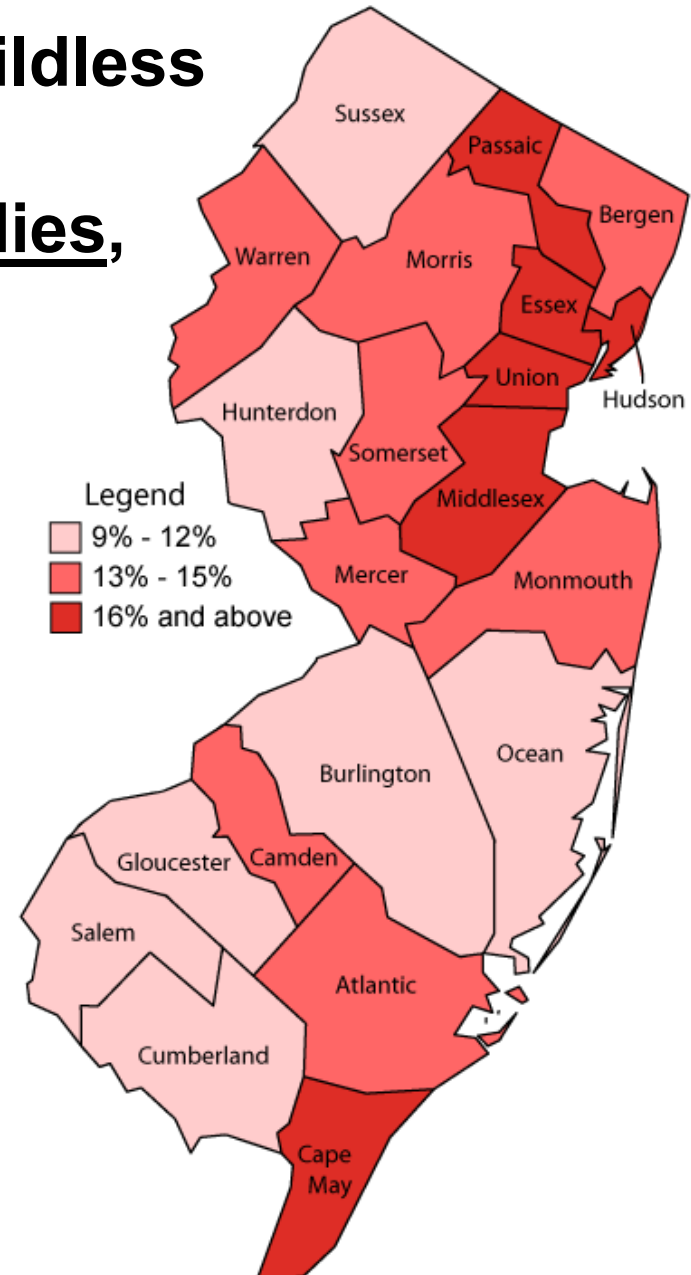 ildless
lies,
Sussex
Passaic
Bergen
Warren
Morris
Essex
Union
Hudson
Hunterdon
Somerset
Middlesex
Legend
9% - 12%
13% - 15%
16% and above
Mercer
Monmouth
Ocean
Burlington
Gloucester
Camden
Salem
Atlantic
Cumberland
Cape
May